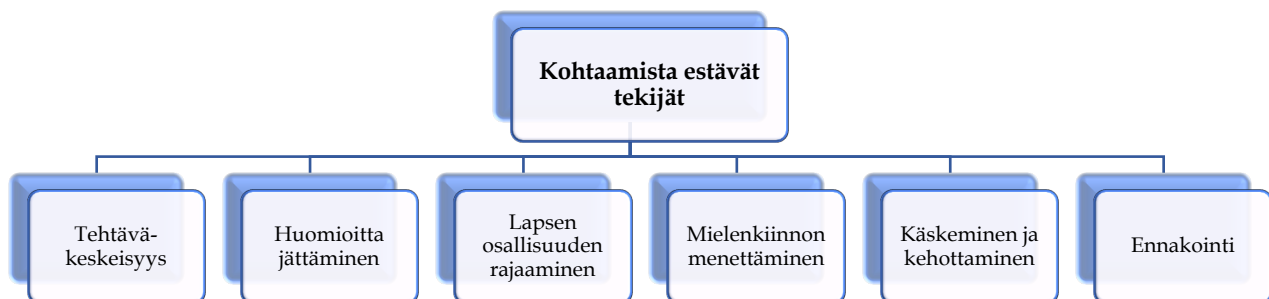 Kohtaamista estävät
tekijät
Tehtävä-
keskeisyys
Huomioitta
jättäminen
Lapsen
osallisuuden
rajaaminen
Mielenkiinnon
menettäminen
Käskeminen ja
kehottaminen
Ennakointi